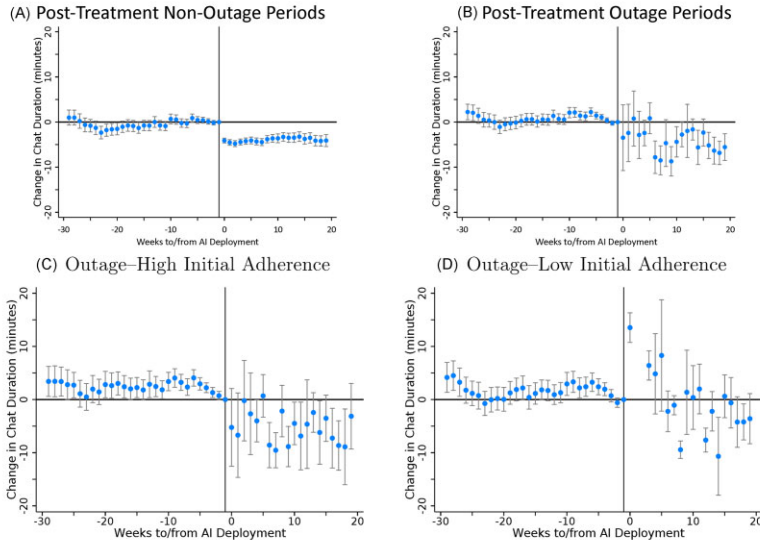 (A) Post-Treatment Non-Outage Periods
Change in Chat Duration (minutes)
20
10
0
-10
-20
-30 -20 -10 0 10 20
Weeks to/from AI Deployment
(B) Post-Treatment Outage Periods
Change in Chat Duration (minutes)
20
10
0
-10
-20
-30 -20 -10 0 10 20
Weeks to/from AI Deployment
(C) Outage–High Initial Adherence
Change in Chat Duration (minutes)
20
10
0
-10
-20
-30 -20 -10 0 10 20
Weeks to/from AI Deployment
(D) Outage–Low Initial Adherence
Change in Chat Duration (minutes)
20
10
0
-10
-20
-30 -20 -10 0 10 20
Weeks to/from AI Deployment